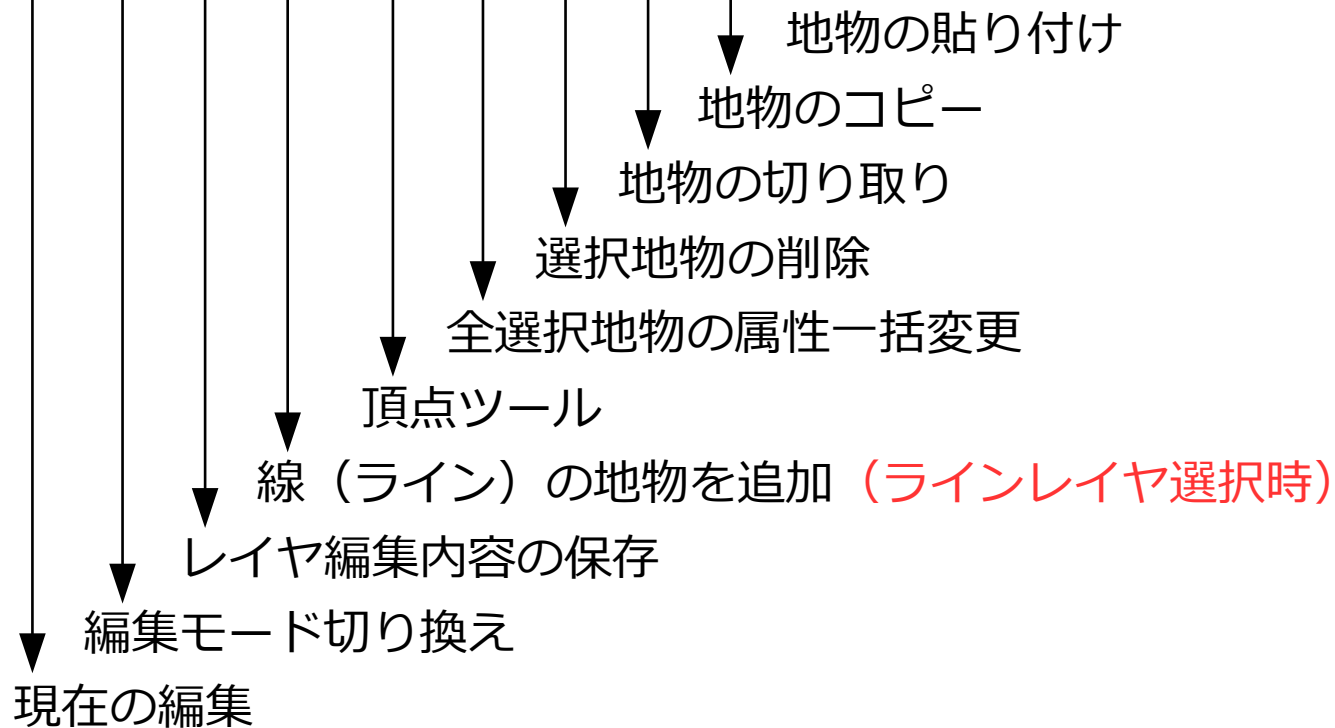 地物の貼り付け
地物のコピー
地物の切り取り
選択地物の削除
全選択地物の属性一括変更
頂点ツール
線（ライン）の地物を追加（ラインレイヤ選択時）
レイヤ編集内容の保存
編集モード切り換え
現在の編集